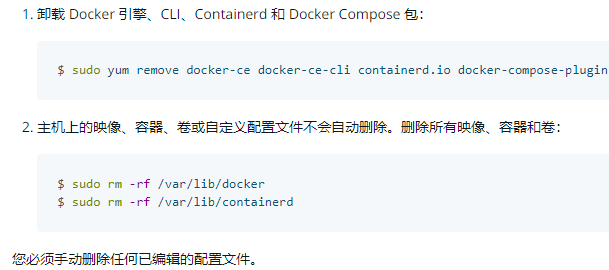 1. 卸载 Docker 引擎、CLI、Containerd 和 Docker Compose 包：
$ sudo yum remove docker-ce docker-ce-cli containerd.io docker-compose-plugin
2. 主机上的映像、容器、卷或自定义配置文件不会自动删除。删除所有映像、容器和卷：
$ sudo rm -rf /var/lib/docker
$ sudo rm -rf /var/lib/containerd
您必须手动删除任何已编辑的配置文件。